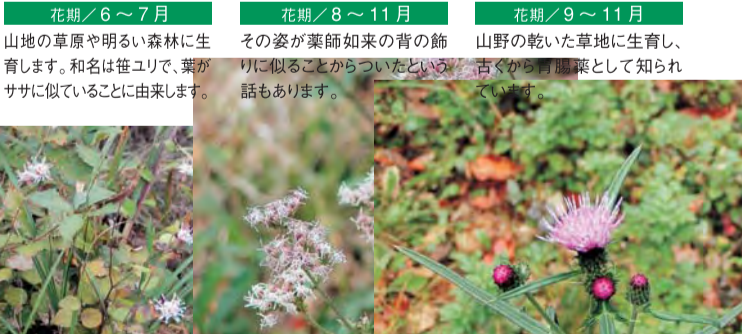 花期／6～7月
山地の草原や明るい森林に生
育します。和名は笹ユリで、葉が
ササに似ていることに由来します。
花期／8～11月
その姿が薬師如来の背の飾
りに似ることからついたという
話もあります。
花期／9～11月
山野の乾いた草地に生育し、
古くから胃腸薬として知られ
ています。